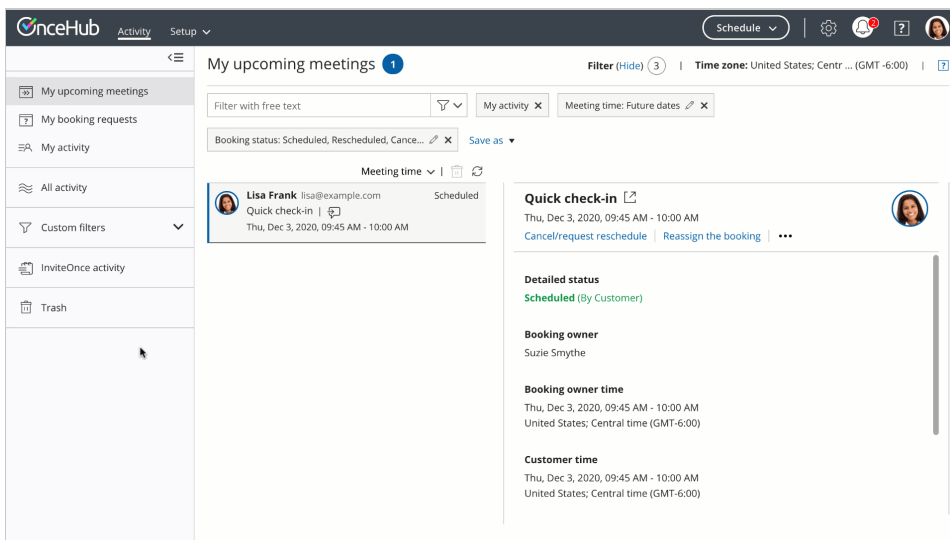 OnceHub Activity Setup Schedule 2 ?
My upcoming meetings
My booking requests
My activity
All activity
Custom filters
InviteOnce activity
Trash
My upcoming meetings 1 Filter (Hide) 3 | Time zone: United States; Centr ... (GMT -6:00) | ?
Filter with free text My activity Meeting time: Future dates
Booking status: Scheduled, Rescheduled, Cance... Save as
Meeting time
Lisa Frank lisa@example.com Scheduled
Quick check-in |
Thu, Dec 3, 2020, 09:45 AM - 10:00 AM
Quick check-in
Thu, Dec 3, 2020, 09:45 AM - 10:00 AM
Cancel/request reschedule | Reassign the booking | •••
Detailed status
Scheduled (By Customer)
Booking owner
Suzie Smythe
Booking owner time
Thu, Dec 3, 2020, 09:45 AM - 10:00 AM
United States; Central time (GMT-6:00)
Customer time
Thu, Dec 3, 2020, 09:45 AM - 10:00 AM
United States; Central time (GMT-6:00)